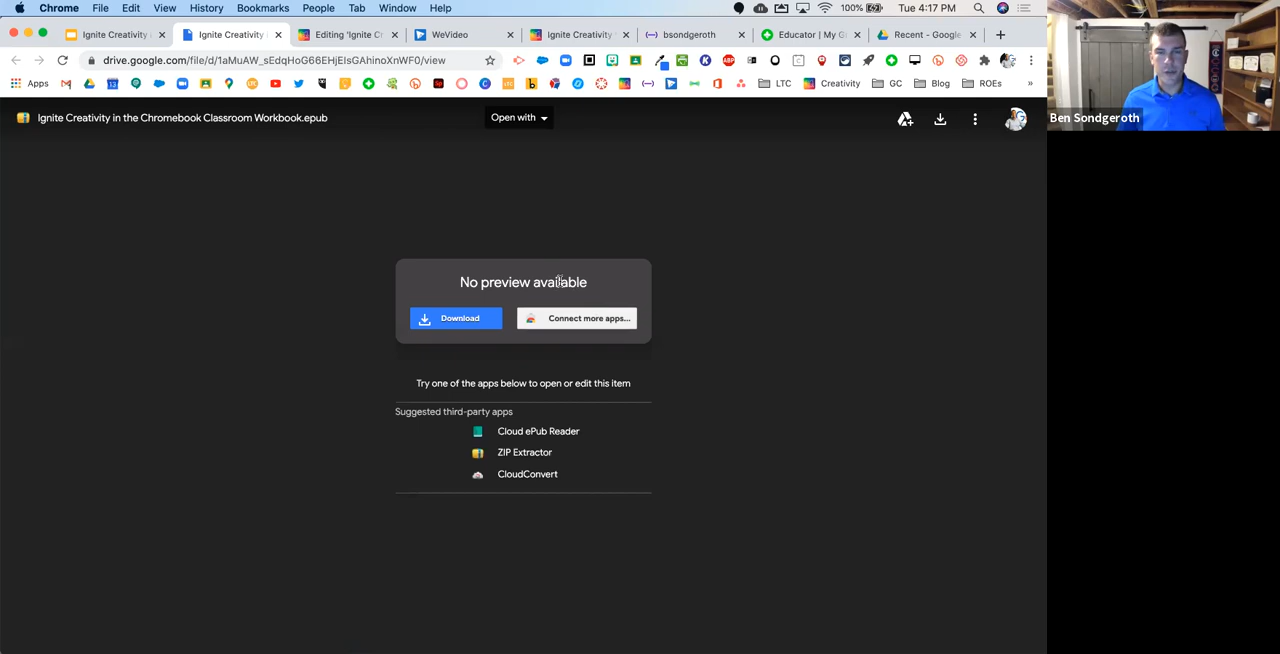 Chrome File Edit View History Bookmarks People Tab Window Help 100% Tue 4:17 PM
Ignite Creativity Ignite Creativity Editing 'Ignite Cr WeVideo Ignite Creativity bsondgeroth Educator | My G Recent - Google
drive.google.com/file/d/1aMuAW_sEdqHoG66EHjEIsGAhinoXnWF0/view
Apps LTC Creativity GC Blog ROEs »
Ignite Creativity in the Chromebook Classroom Workbook.epub
Open with
Ben Sondgeroth
No preview available
Download Connect more apps...
Try one of the apps below to open or edit this item
Suggested third-party apps
Cloud ePub Reader
ZIP Extractor
CloudConvert